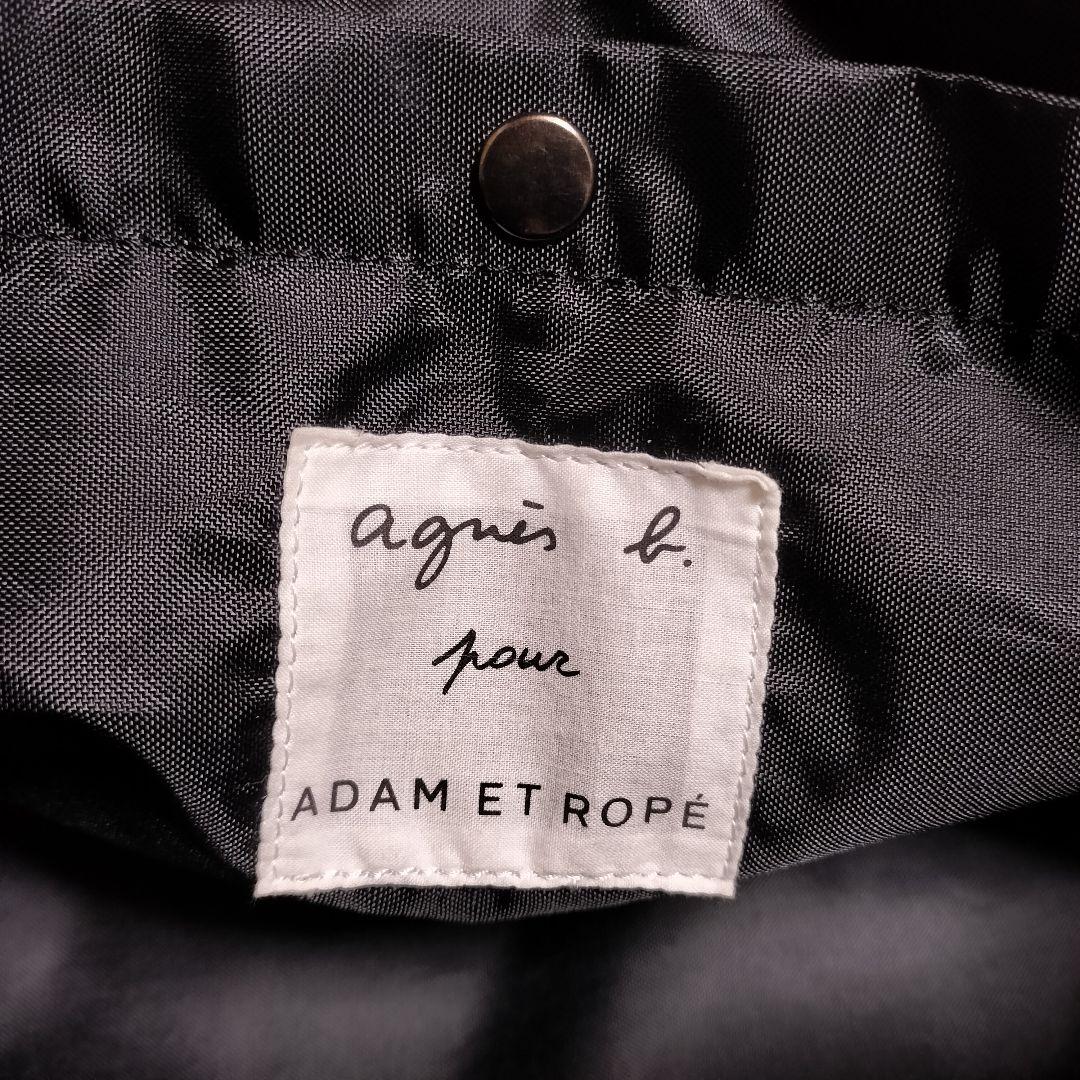 agnès b.
pour
ADAM ET ROPÉ